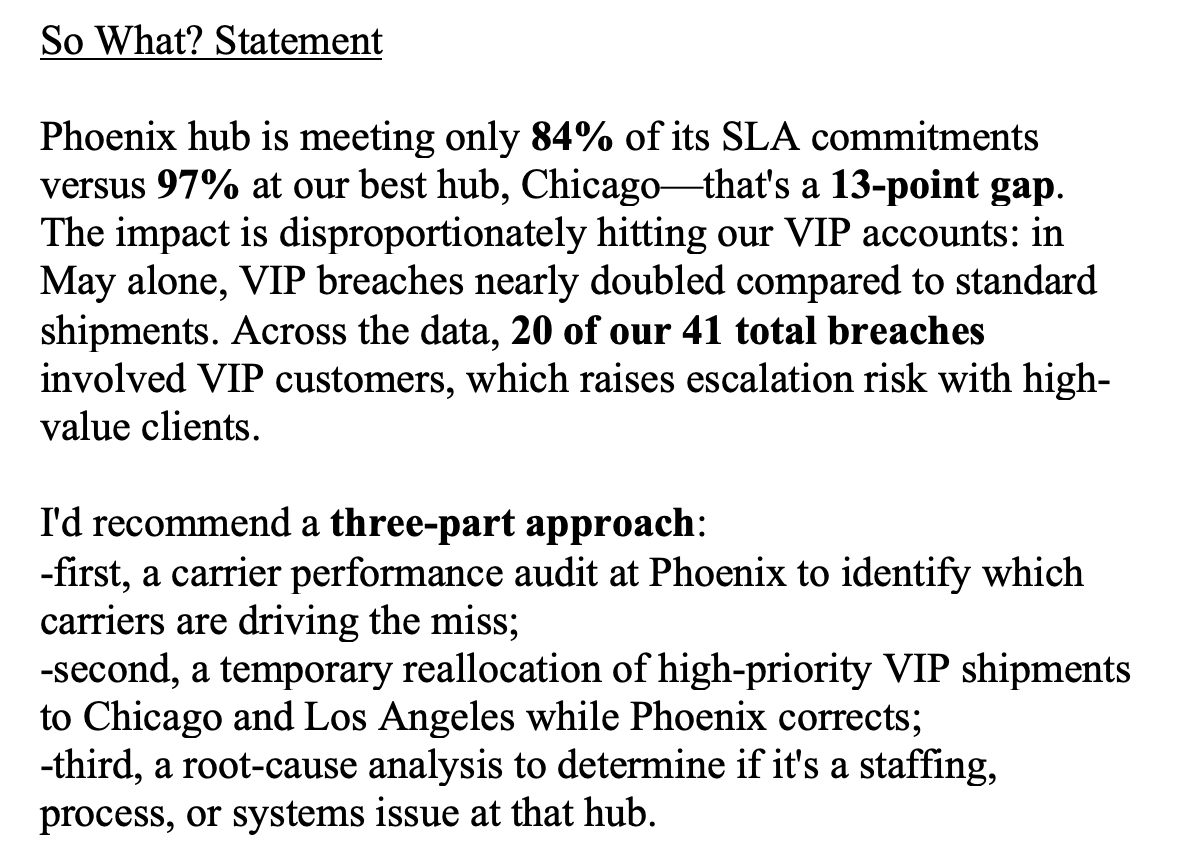 So What? Statement
Phoenix hub is meeting only 84% of its SLA commitments
versus 97% at our best hub, Chicago—that's a 13-point gap.
The impact is disproportionately hitting our VIP accounts: in
May alone, VIP breaches nearly doubled compared to standard
shipments. Across the data, 20 of our 41 total breaches
involved VIP customers, which raises escalation risk with high-
value clients.
I'd recommend a three-part approach:
-first, a carrier performance audit at Phoenix to identify which
carriers are driving the miss;
-second, a temporary reallocation of high-priority VIP shipments
to Chicago and Los Angeles while Phoenix corrects;
-third, a root-cause analysis to determine if it's a staffing,
process, or systems issue at that hub.